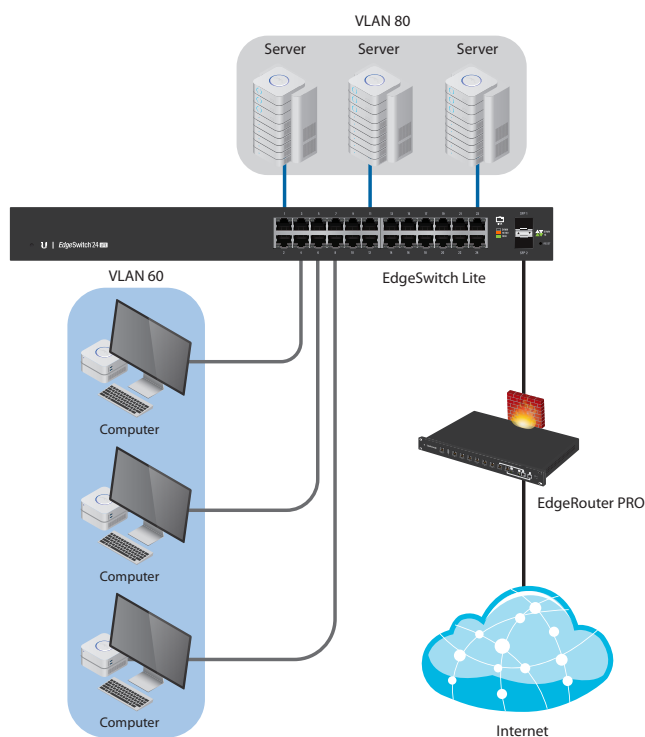 VLAN 80
Server Server Server
U | EdgeSwitch 24
VLAN 60
EdgeSwitch Lite
Computer
EdgeRouter PRO
Computer
Computer
Internet